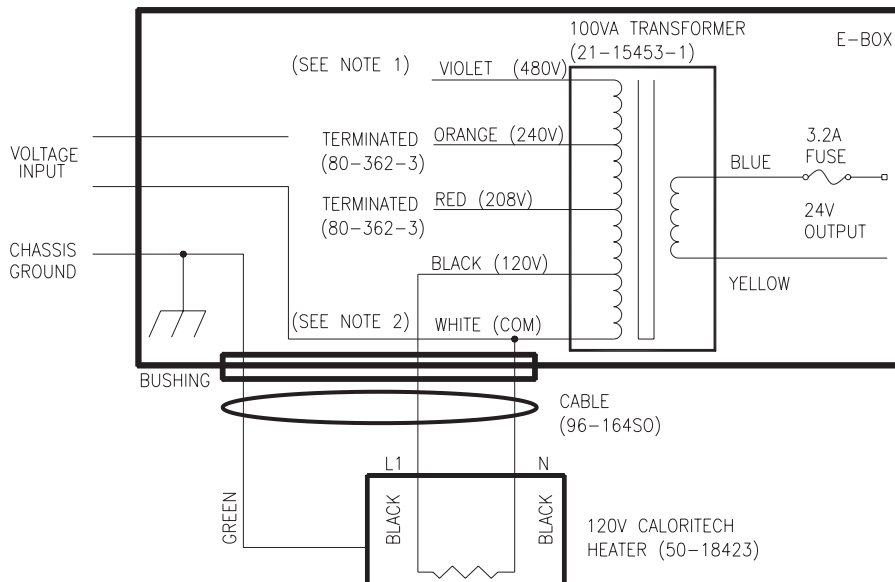 100VA TRANSFORMER
(21-15453-1)
E-BOX
(SEE NOTE 1)
VIOLET (480V)
VOLTAGE
INPUT
TERMINATED
(80-362-3)
ORANGE (240V)
3.2A
FUSE
BLUE
TERMINATED
(80-362-3)
RED (208V)
24V
OUTPUT
CHASSIS
GROUND
BLACK (120V)
YELLOW
(SEE NOTE 2)
WHITE (COM)
BUSHING
CABLE
(96-164SO)
L1
N
GREEN
BLACK
BLACK
120V CALORITECH
HEATER (50-18423)